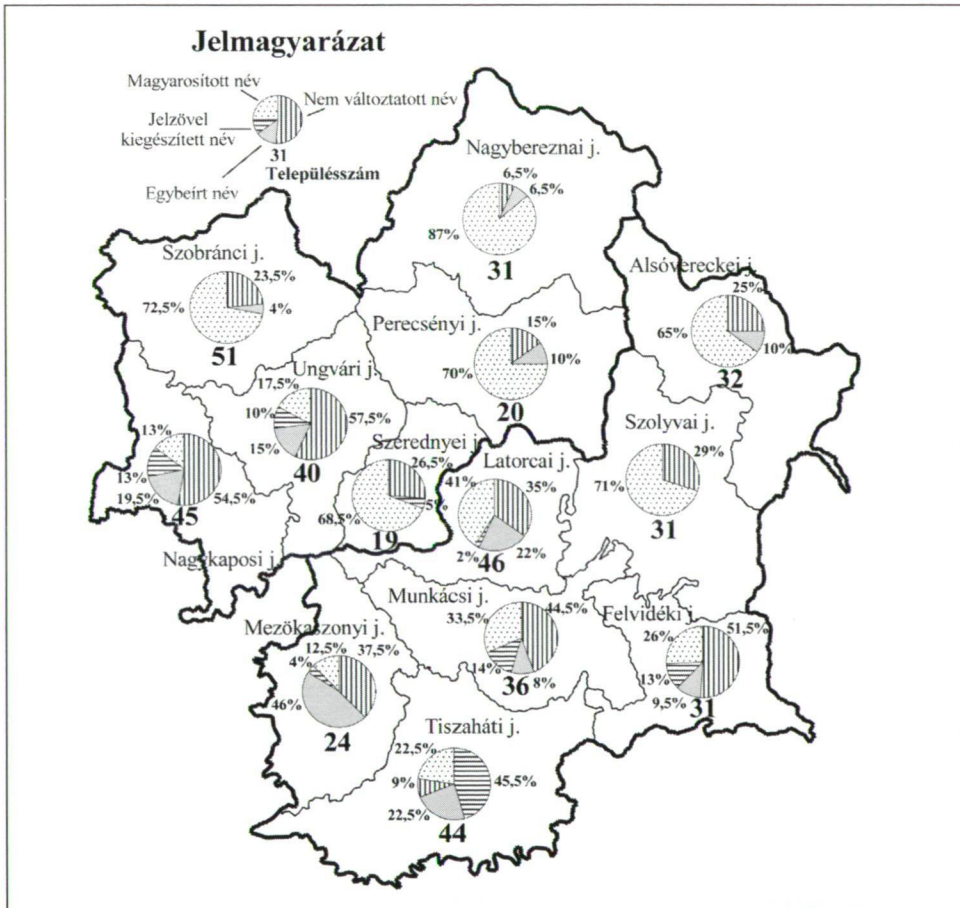 Jelmagyarázat
Magyarosított név
Nem változtatott név
Jelzővel
kiegészített név
31
Településszám
Egybeírt név
Nagybereznai j.
6,5%
6,5%
87%
31
Szobránci j.
23,5%
72,5%
4%
51
Alsóvereckei j.
25%
65%
10%
32
Perecsényi j.
15%
10%
70%
20
Ungvári j.
17,5%
10%
57,5%
15%
40
Szerednyei j.
26,5%
5%
68,5%
19
Latorcai j.
41%
35%
2%
22%
46
Szolyvai j.
29%
71%
31
13%
13%
19,5%
54,5%
45
Nagykaposi j.
Munkácsi j.
33,5%
44,5%
14%
8%
36
Felvidéki j.
26%
51,5%
13%
9,5%
31
Mezökaszonyi j.
12,5%
37,5%
4%
46%
24
Tiszaháti j.
22,5%
9%
45,5%
22,5%
44